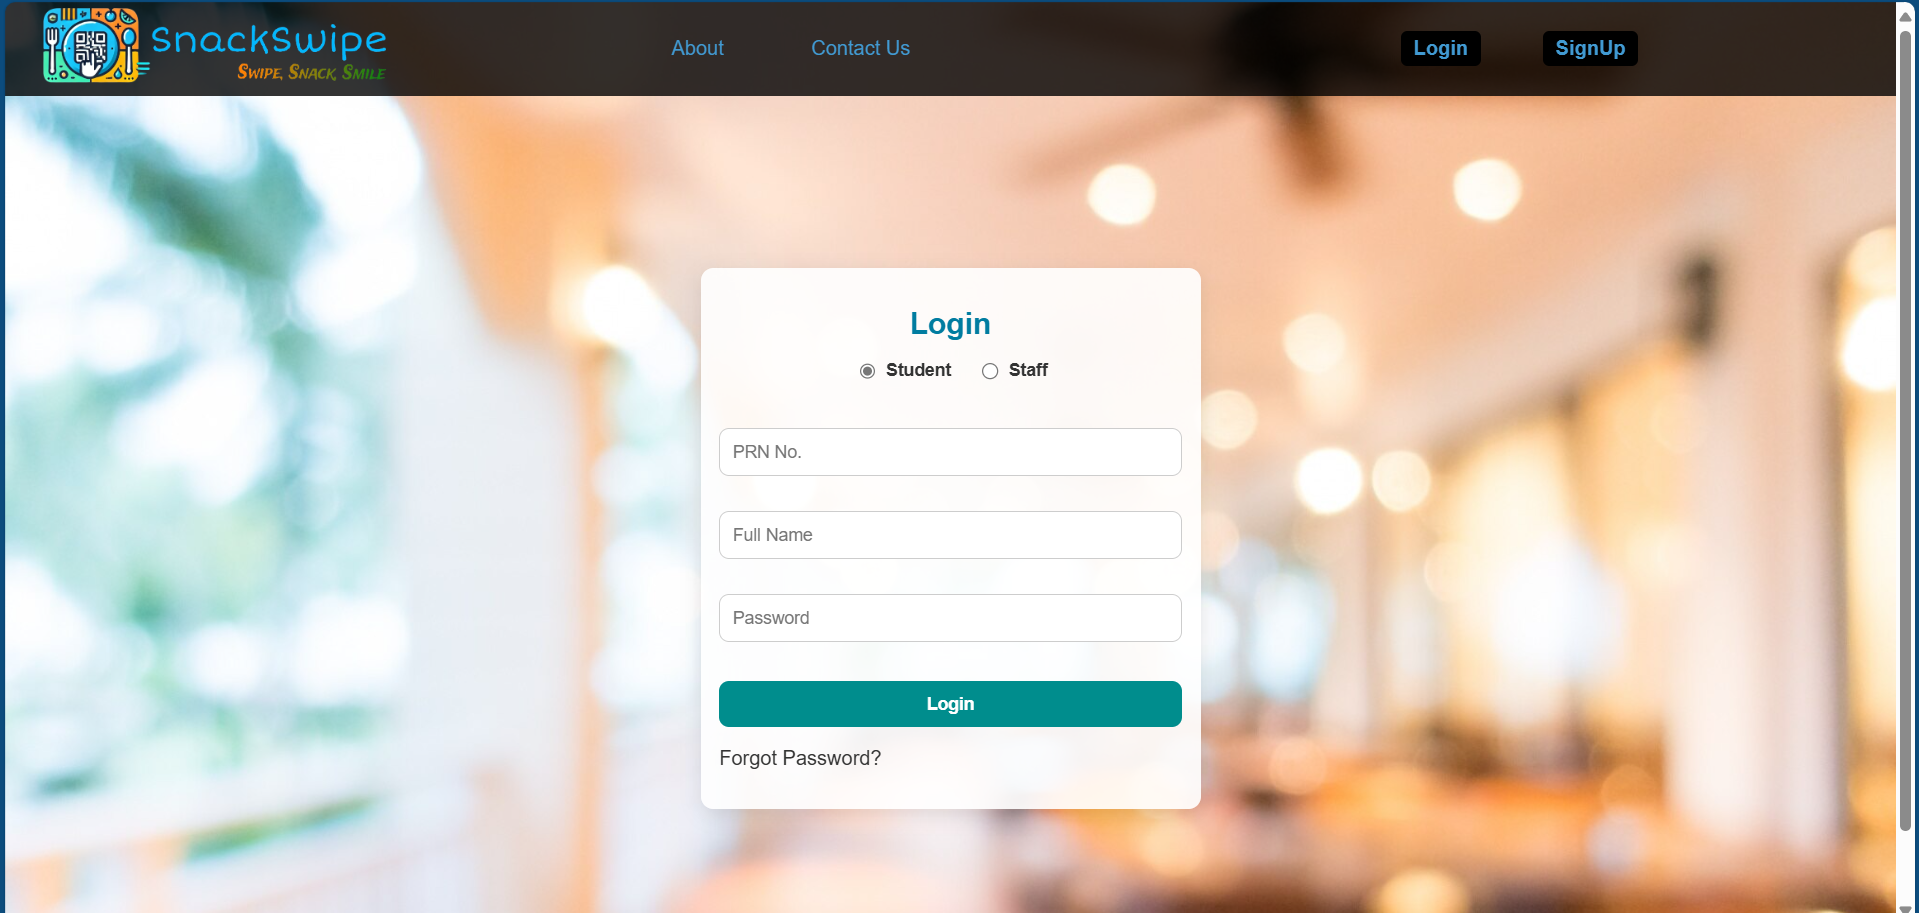 SnackSwipe
Swipe, Snack, Smile
About
Contact Us
Login
SignUp
Login
Student
Staff
PRN No.
Full Name
Password
Login
Forgot Password?